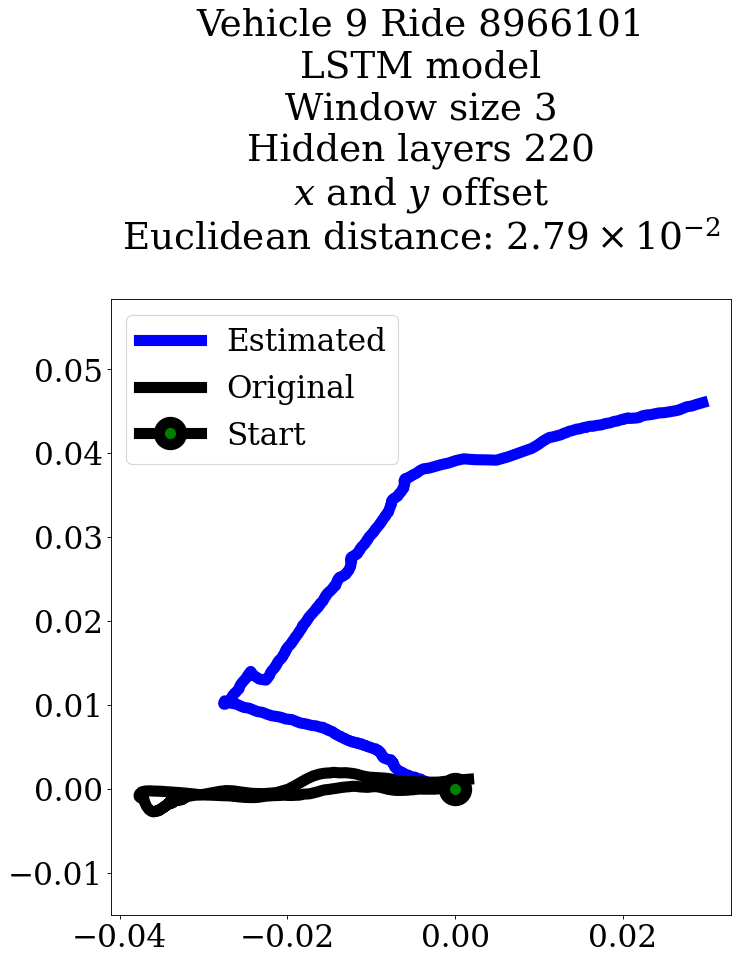 Vehicle 9 Ride 8966101
LSTM model
Window size 3
Hidden layers 220
x and y offset
Euclidean distance: 2.79 × 10⁻²
Estimated
Original
Start
0.05
0.04
0.03
0.02
0.01
0.00
−0.01
−0.04 −0.02 0.00 0.02